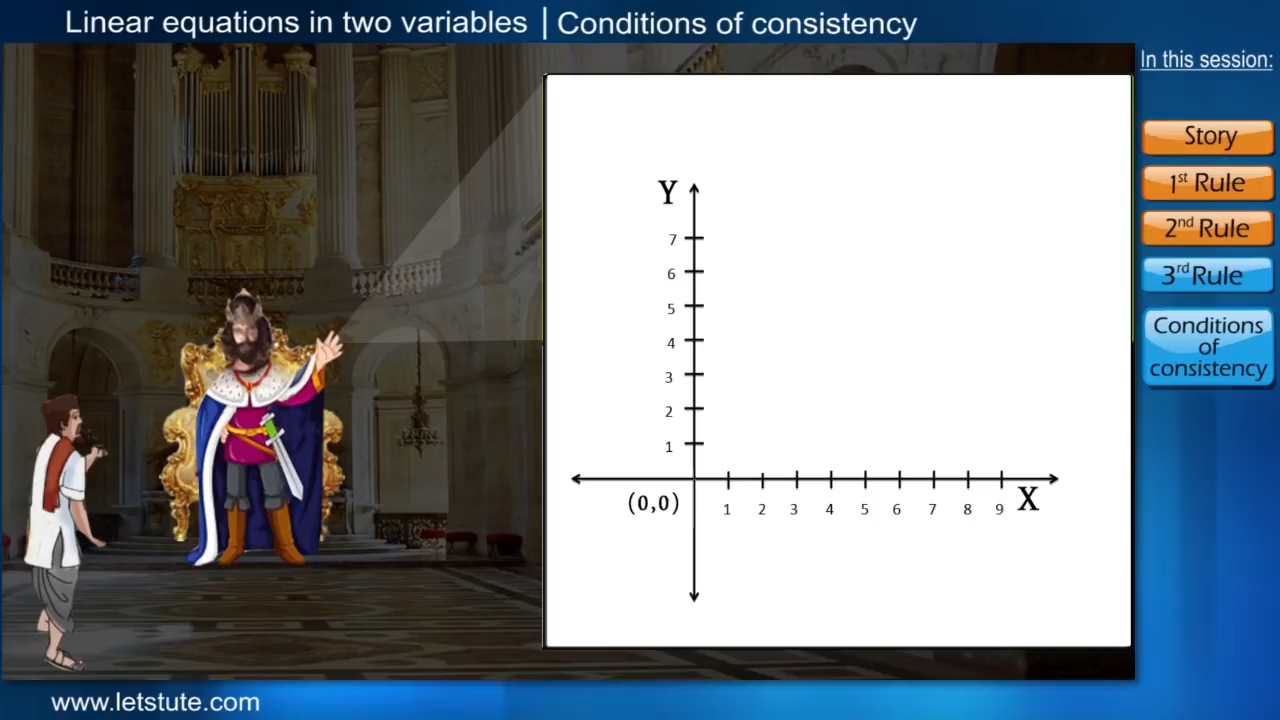 Linear equations in two variables | Conditions of consistency
In this session:
Story
1st Rule
2nd Rule
3rd Rule
Conditions
of
consistency
Y
7
6
5
4
3
2
1
(0,0)
1 2 3 4 5 6 7 8 9 X
www.letstute.com